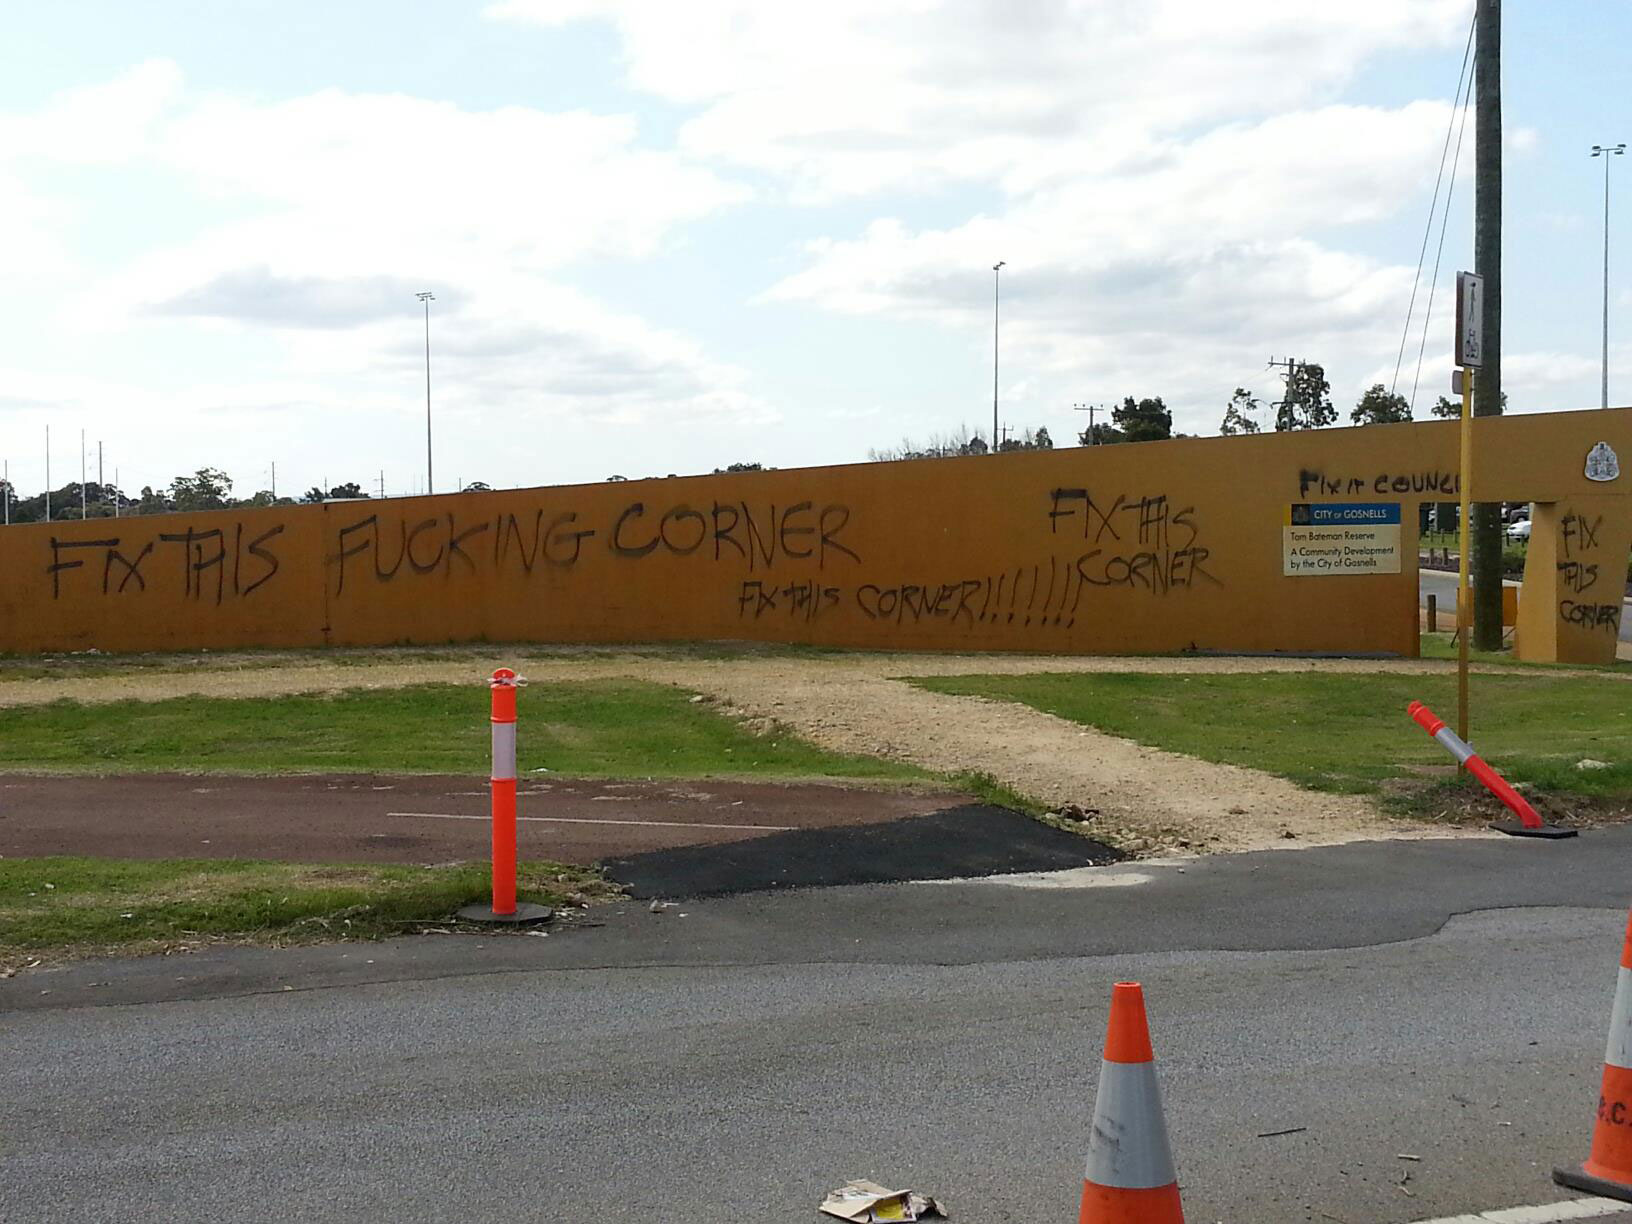 FIX THIS FUCKING CORNER
FIX THIS CORNER!!!!!!!
FIX THIS
CORNER
FIX IT COUNCI
CITY OF GOSNELLS
Tom Bateman Reserve
A Community Development
by the City of Gosnells
FIX
THIS
CORNER
C.C.